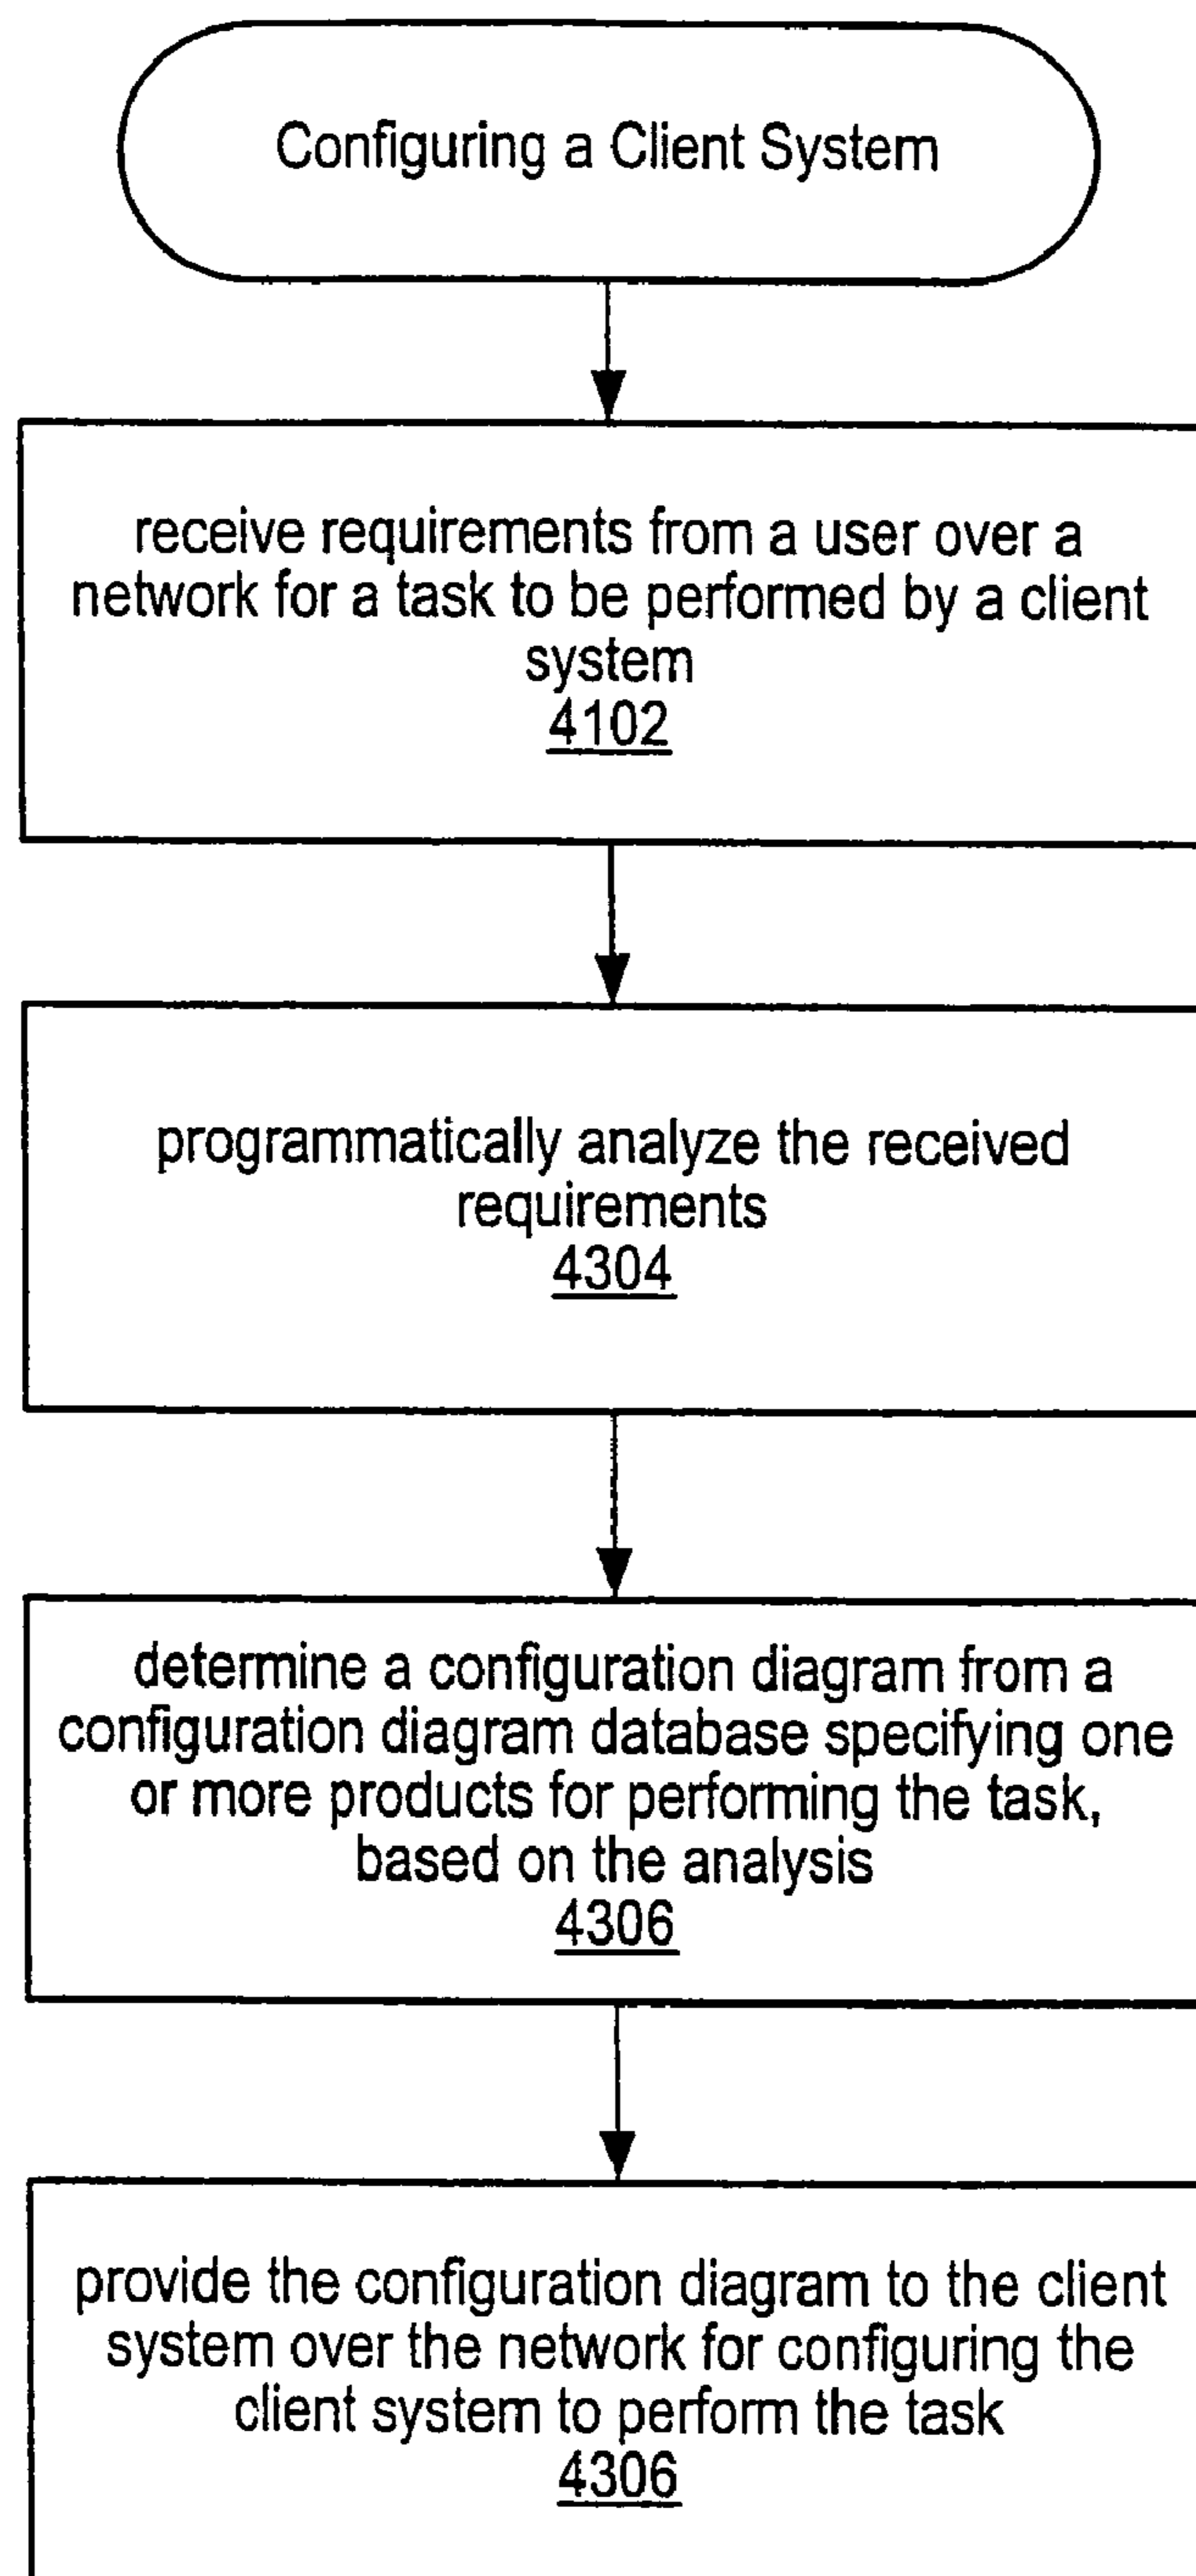 Configuring a Client System
receive requirements from a user over a
network for a task to be performed by a client
system
4102
programmatically analyze the received
requirements
4304
determine a configuration diagram from a
configuration diagram database specifying one
or more products for performing the task,
based on the analysis
4306
provide the configuration diagram to the client
system over the network for configuring the
client system to perform the task
4306